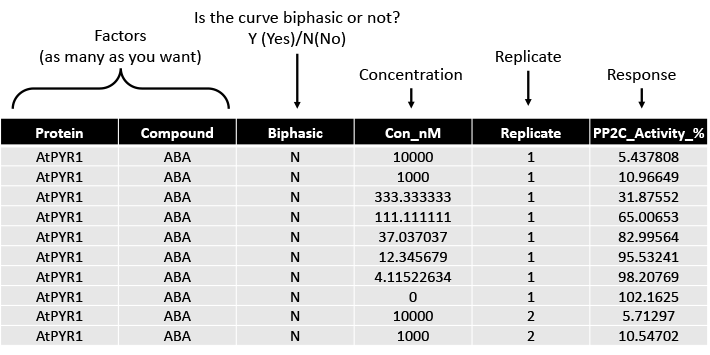 Is the curve biphasic or not?
Y (Yes)/N(No)
Factors
(as many as you want)
Concentration
Replicate
Response
Protein Compound Biphasic Con_nM Replicate PP2C_Activity_%
AtPYR1 ABA N 10000 1 5.437808
AtPYR1 ABA N 1000 1 10.96649
AtPYR1 ABA N 333.333333 1 31.87552
AtPYR1 ABA N 111.111111 1 65.00653
AtPYR1 ABA N 37.037037 1 82.99564
AtPYR1 ABA N 12.345679 1 95.53241
AtPYR1 ABA N 4.11522634 1 98.20769
AtPYR1 ABA N 0 1 102.1625
AtPYR1 ABA N 10000 2 5.71297
AtPYR1 ABA N 1000 2 10.54702